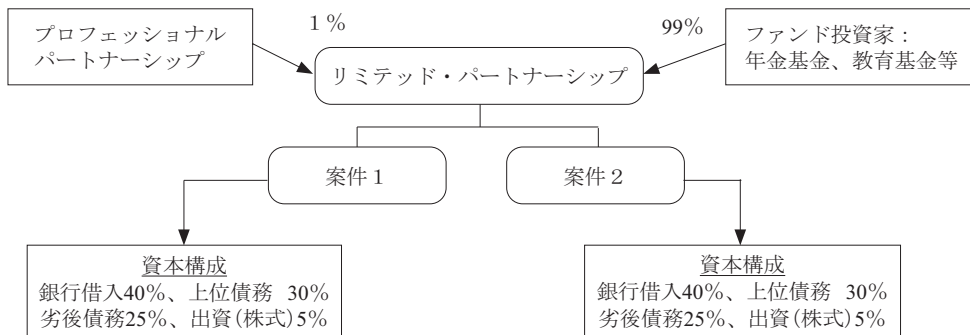 プロフェッショナル
パートナーシップ
1%
99%
ファンド投資家：
年金基金、教育基金等
リミテッド・パートナーシップ
案件1
案件2
資本構成
銀行借入40%、上位債務 30%
劣後債務25%、出資(株式)5%
資本構成
銀行借入40%、上位債務 30%
劣後債務25%、出資(株式)5%